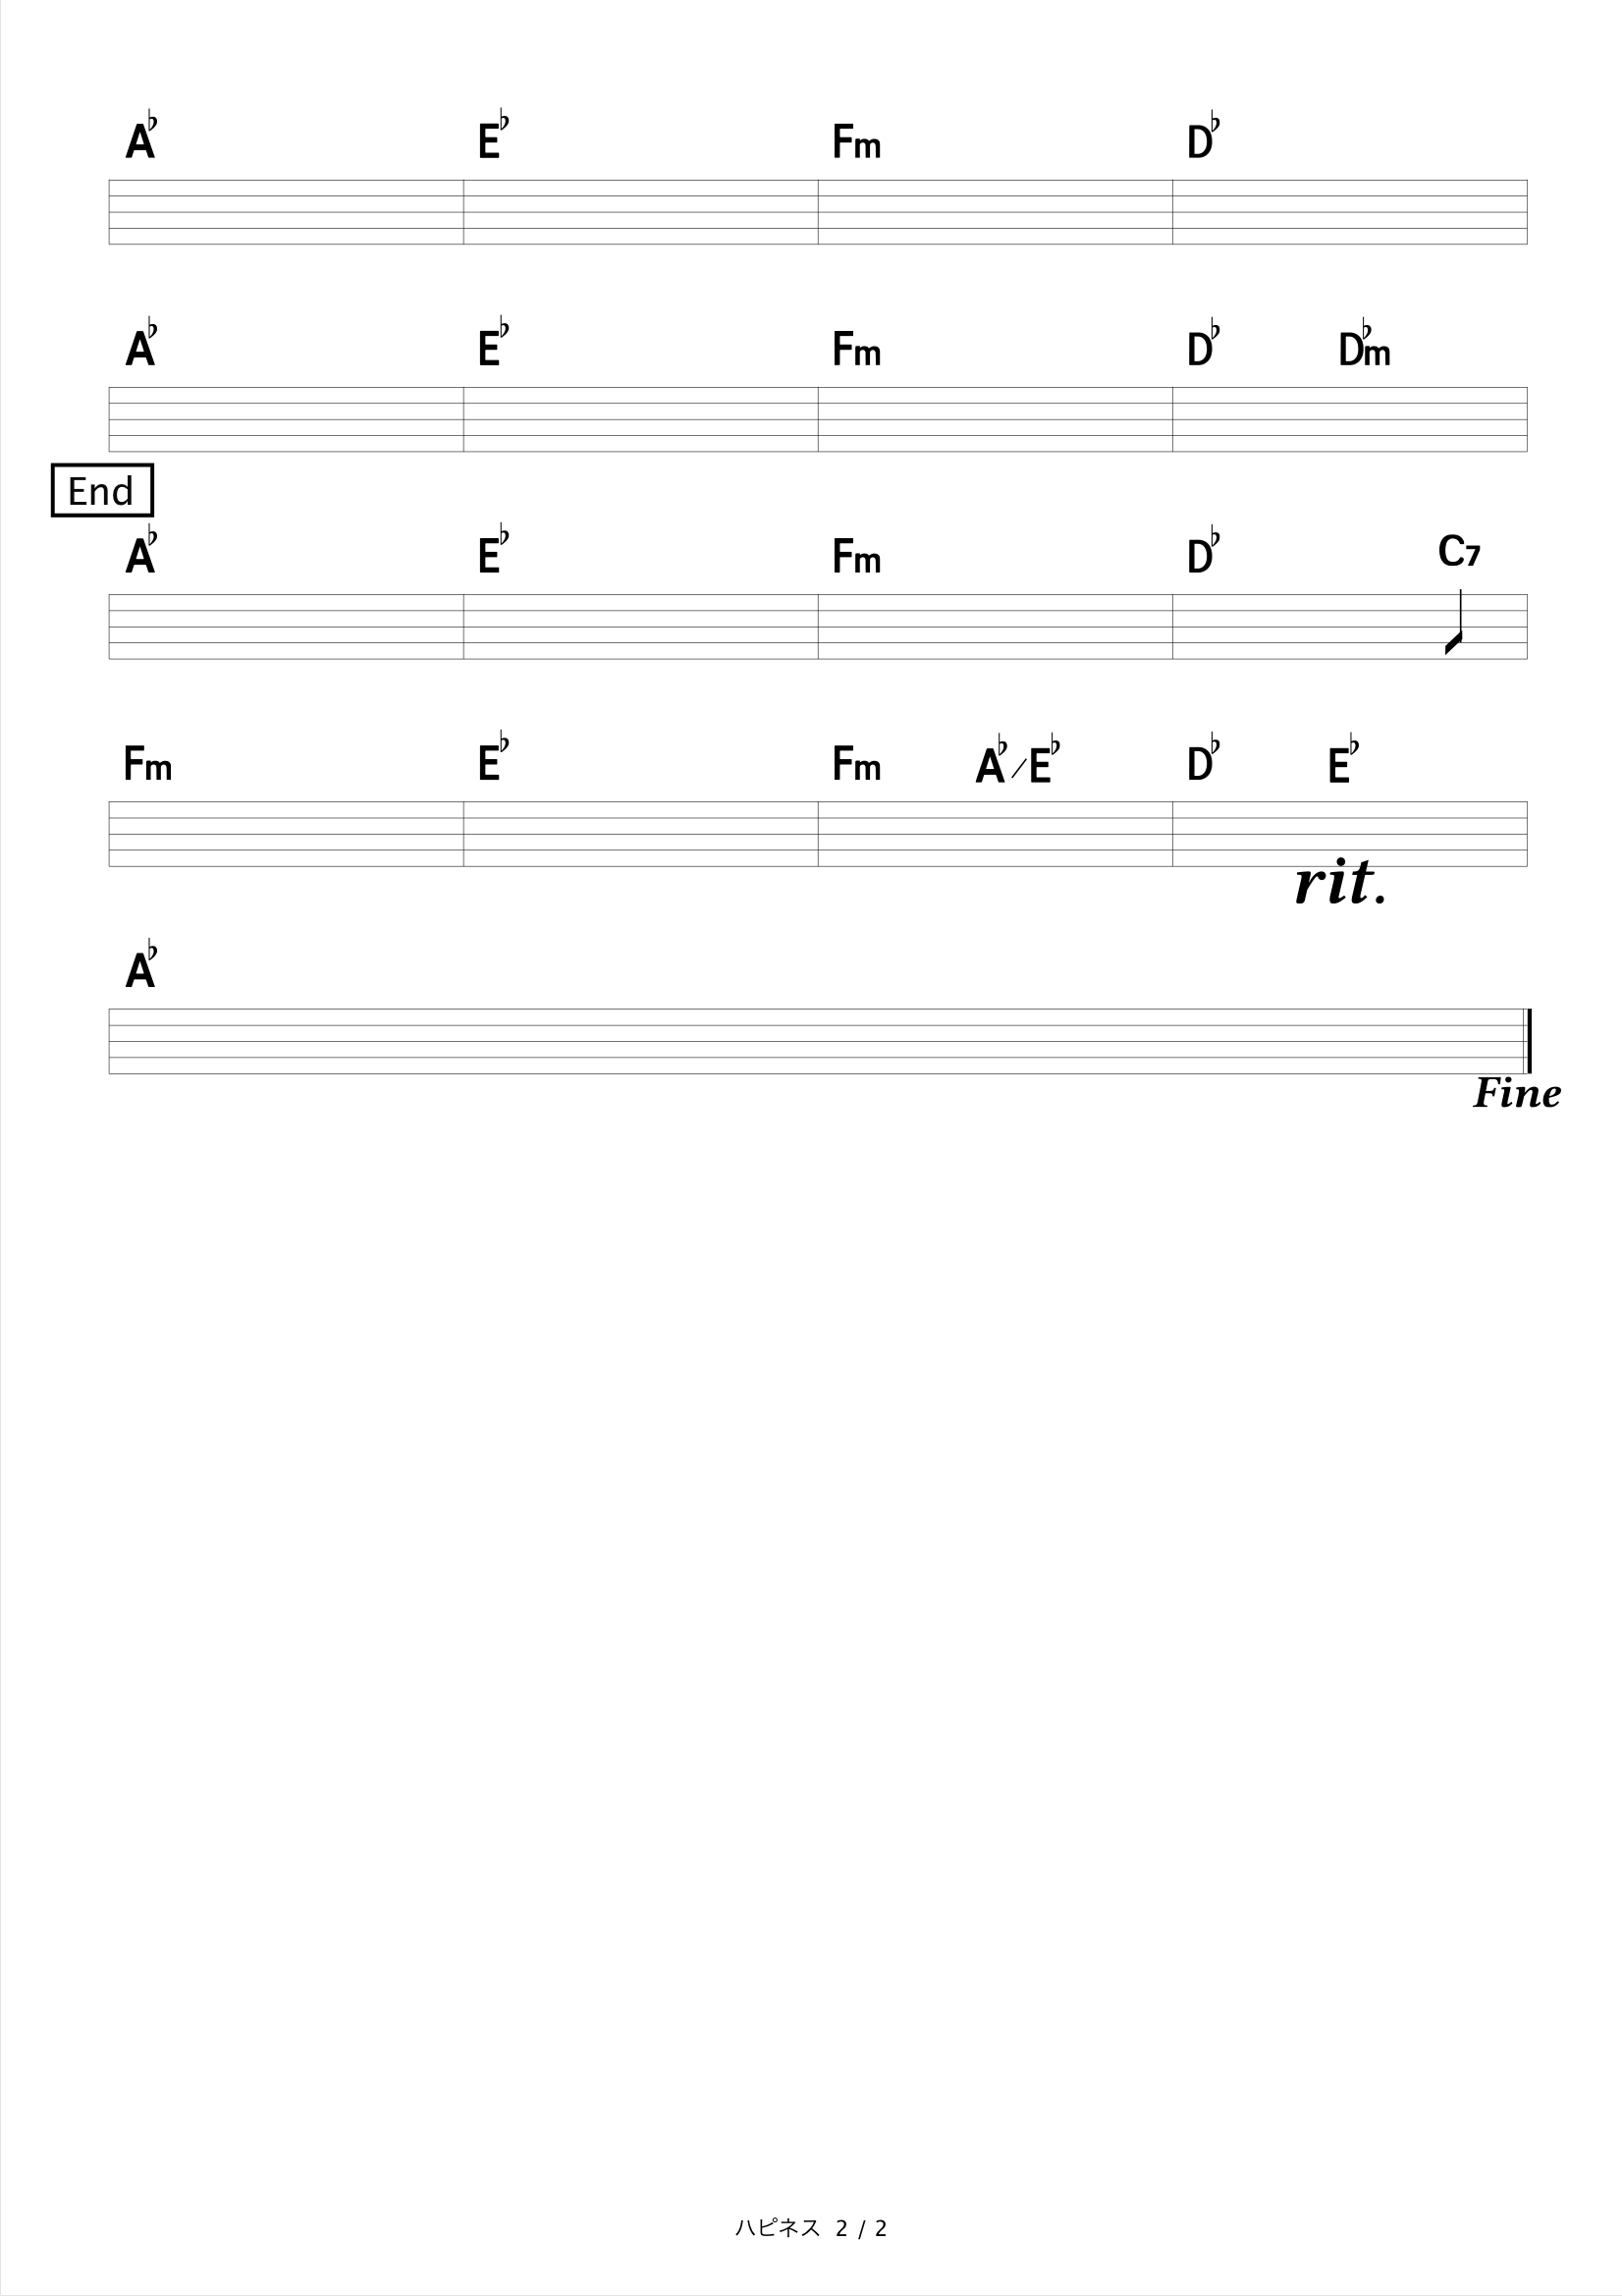 A♭ E♭ Fm D♭
A♭ E♭ Fm D♭ D♭m
End
A♭ E♭ Fm D♭ C7
Fm E♭ Fm A♭/E♭ D♭ E♭
rit.
A♭
Fine
ハピネス 2 / 2